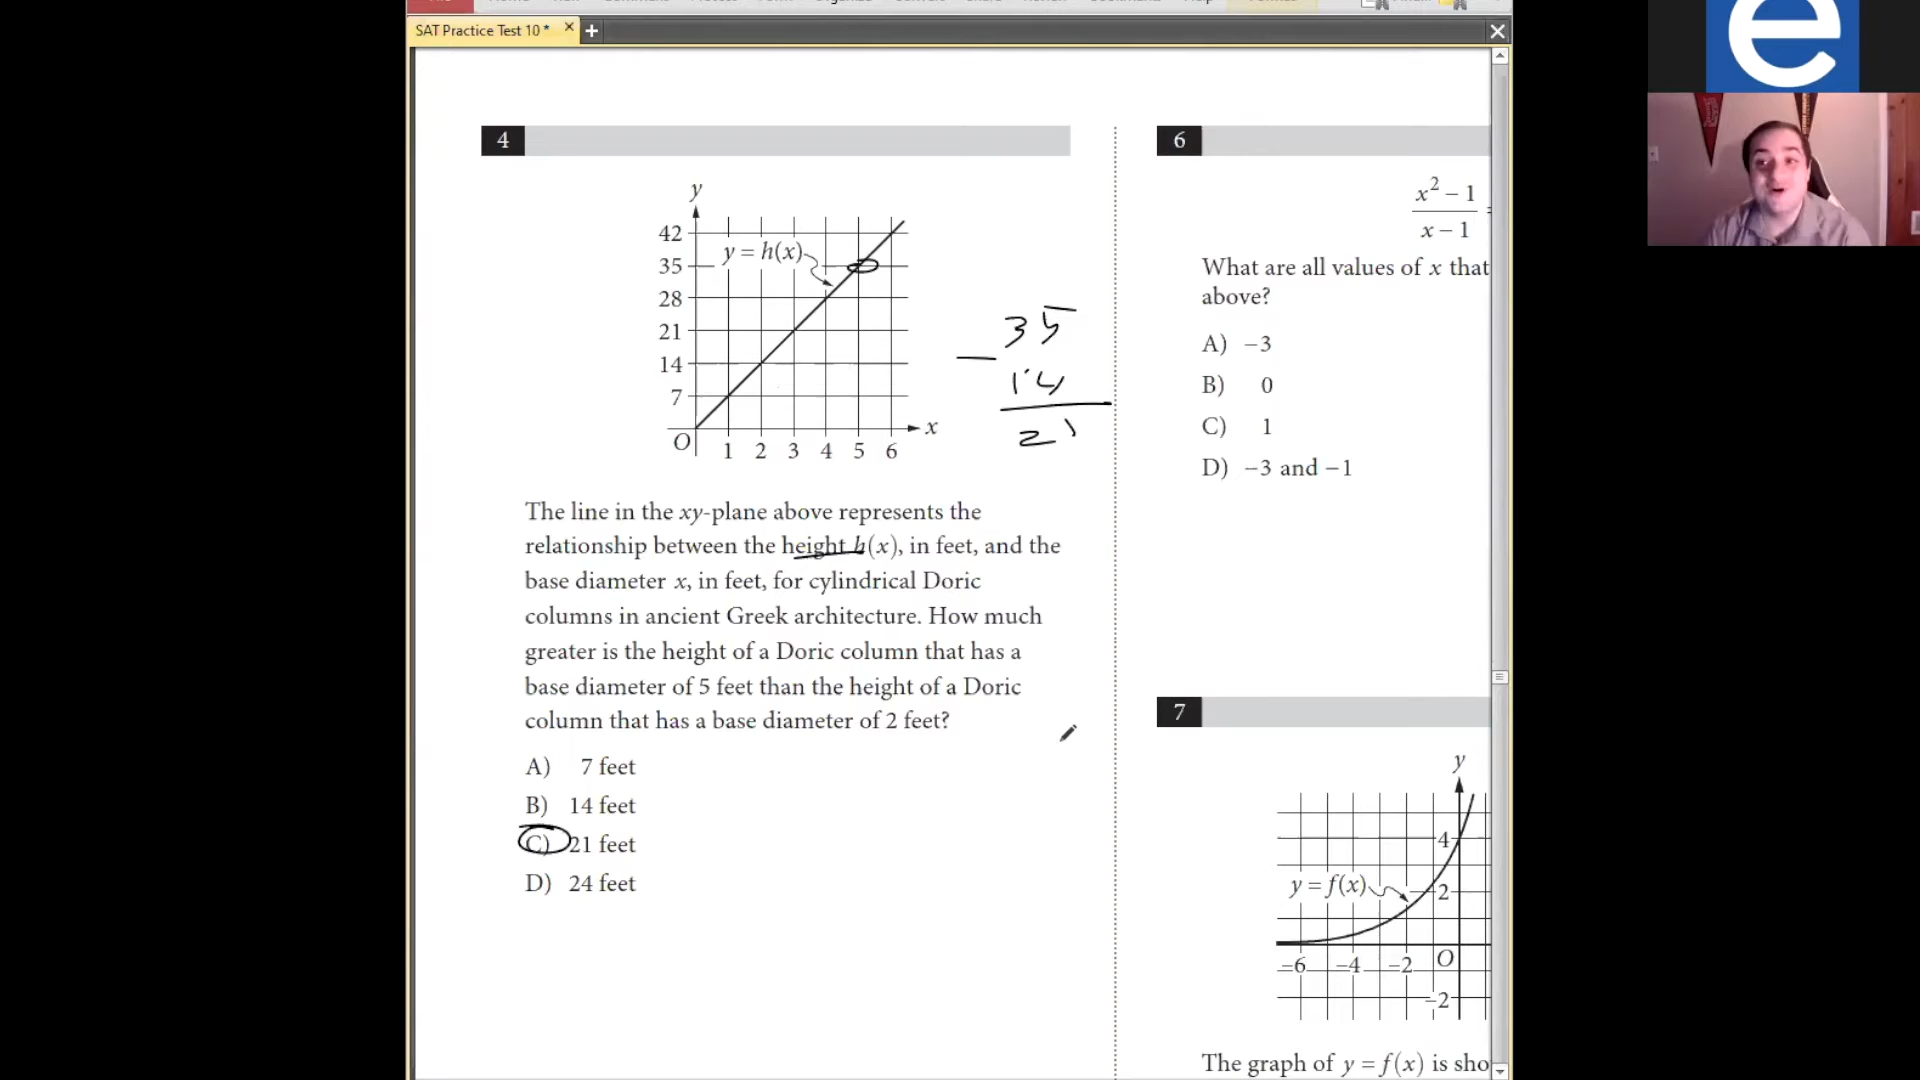 SAT Practice Test 10 *
4
y
42
35
28
21
14
7
y = h(x)
O
1 2 3 4 5 6
x
35
14
21
The line in the xy-plane above represents the
relationship between the height h(x), in feet, and the
base diameter x, in feet, for cylindrical Doric
columns in ancient Greek architecture. How much
greater is the height of a Doric column that has a
base diameter of 5 feet than the height of a Doric
column that has a base diameter of 2 feet?
A) 7 feet
B) 14 feet
C) 21 feet
D) 24 feet
6
x² − 1
x − 1
What are all values of x that
above?
A) −3
B) 0
C) 1
D) −3 and −1
7
y
4
y = f(x)
2
−6 −4 −2 O
−2
The graph of y = f(x) is sho
e